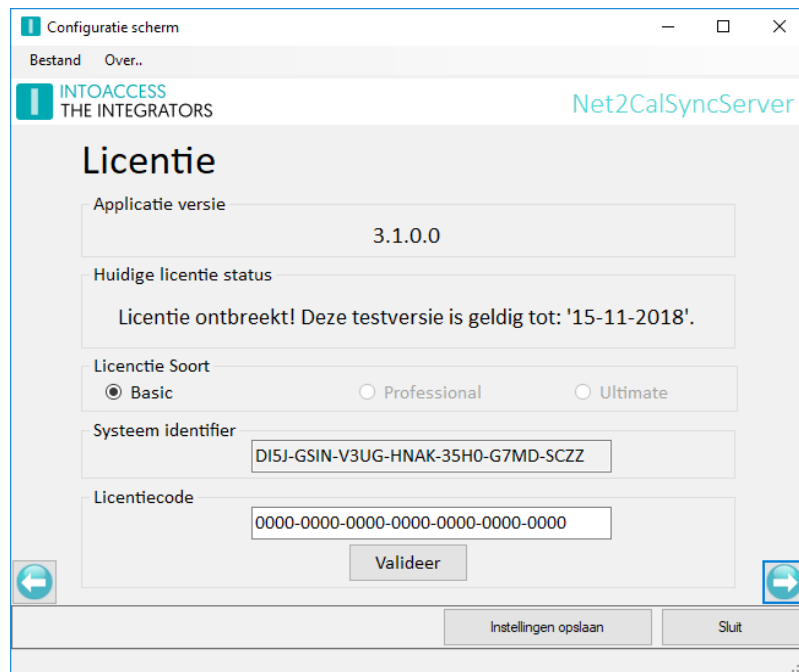 Configuratie scherm
Bestand Over..
INTOACCESS
THE INTEGRATORS
Net2CalSyncServer
Licentie
Applicatie versie
3.1.0.0
Huidige licentie status
Licentie ontbreekt! Deze testversie is geldig tot: '15-11-2018'.
Licenctie Soort
Basic Professional Ultimate
Systeem identifier
DI5J-GSIN-V3UG-HNAK-35H0-G7MD-SCZZ
Licentiecode
0000-0000-0000-0000-0000-0000-0000
Valideer
Instellingen opslaan Sluit